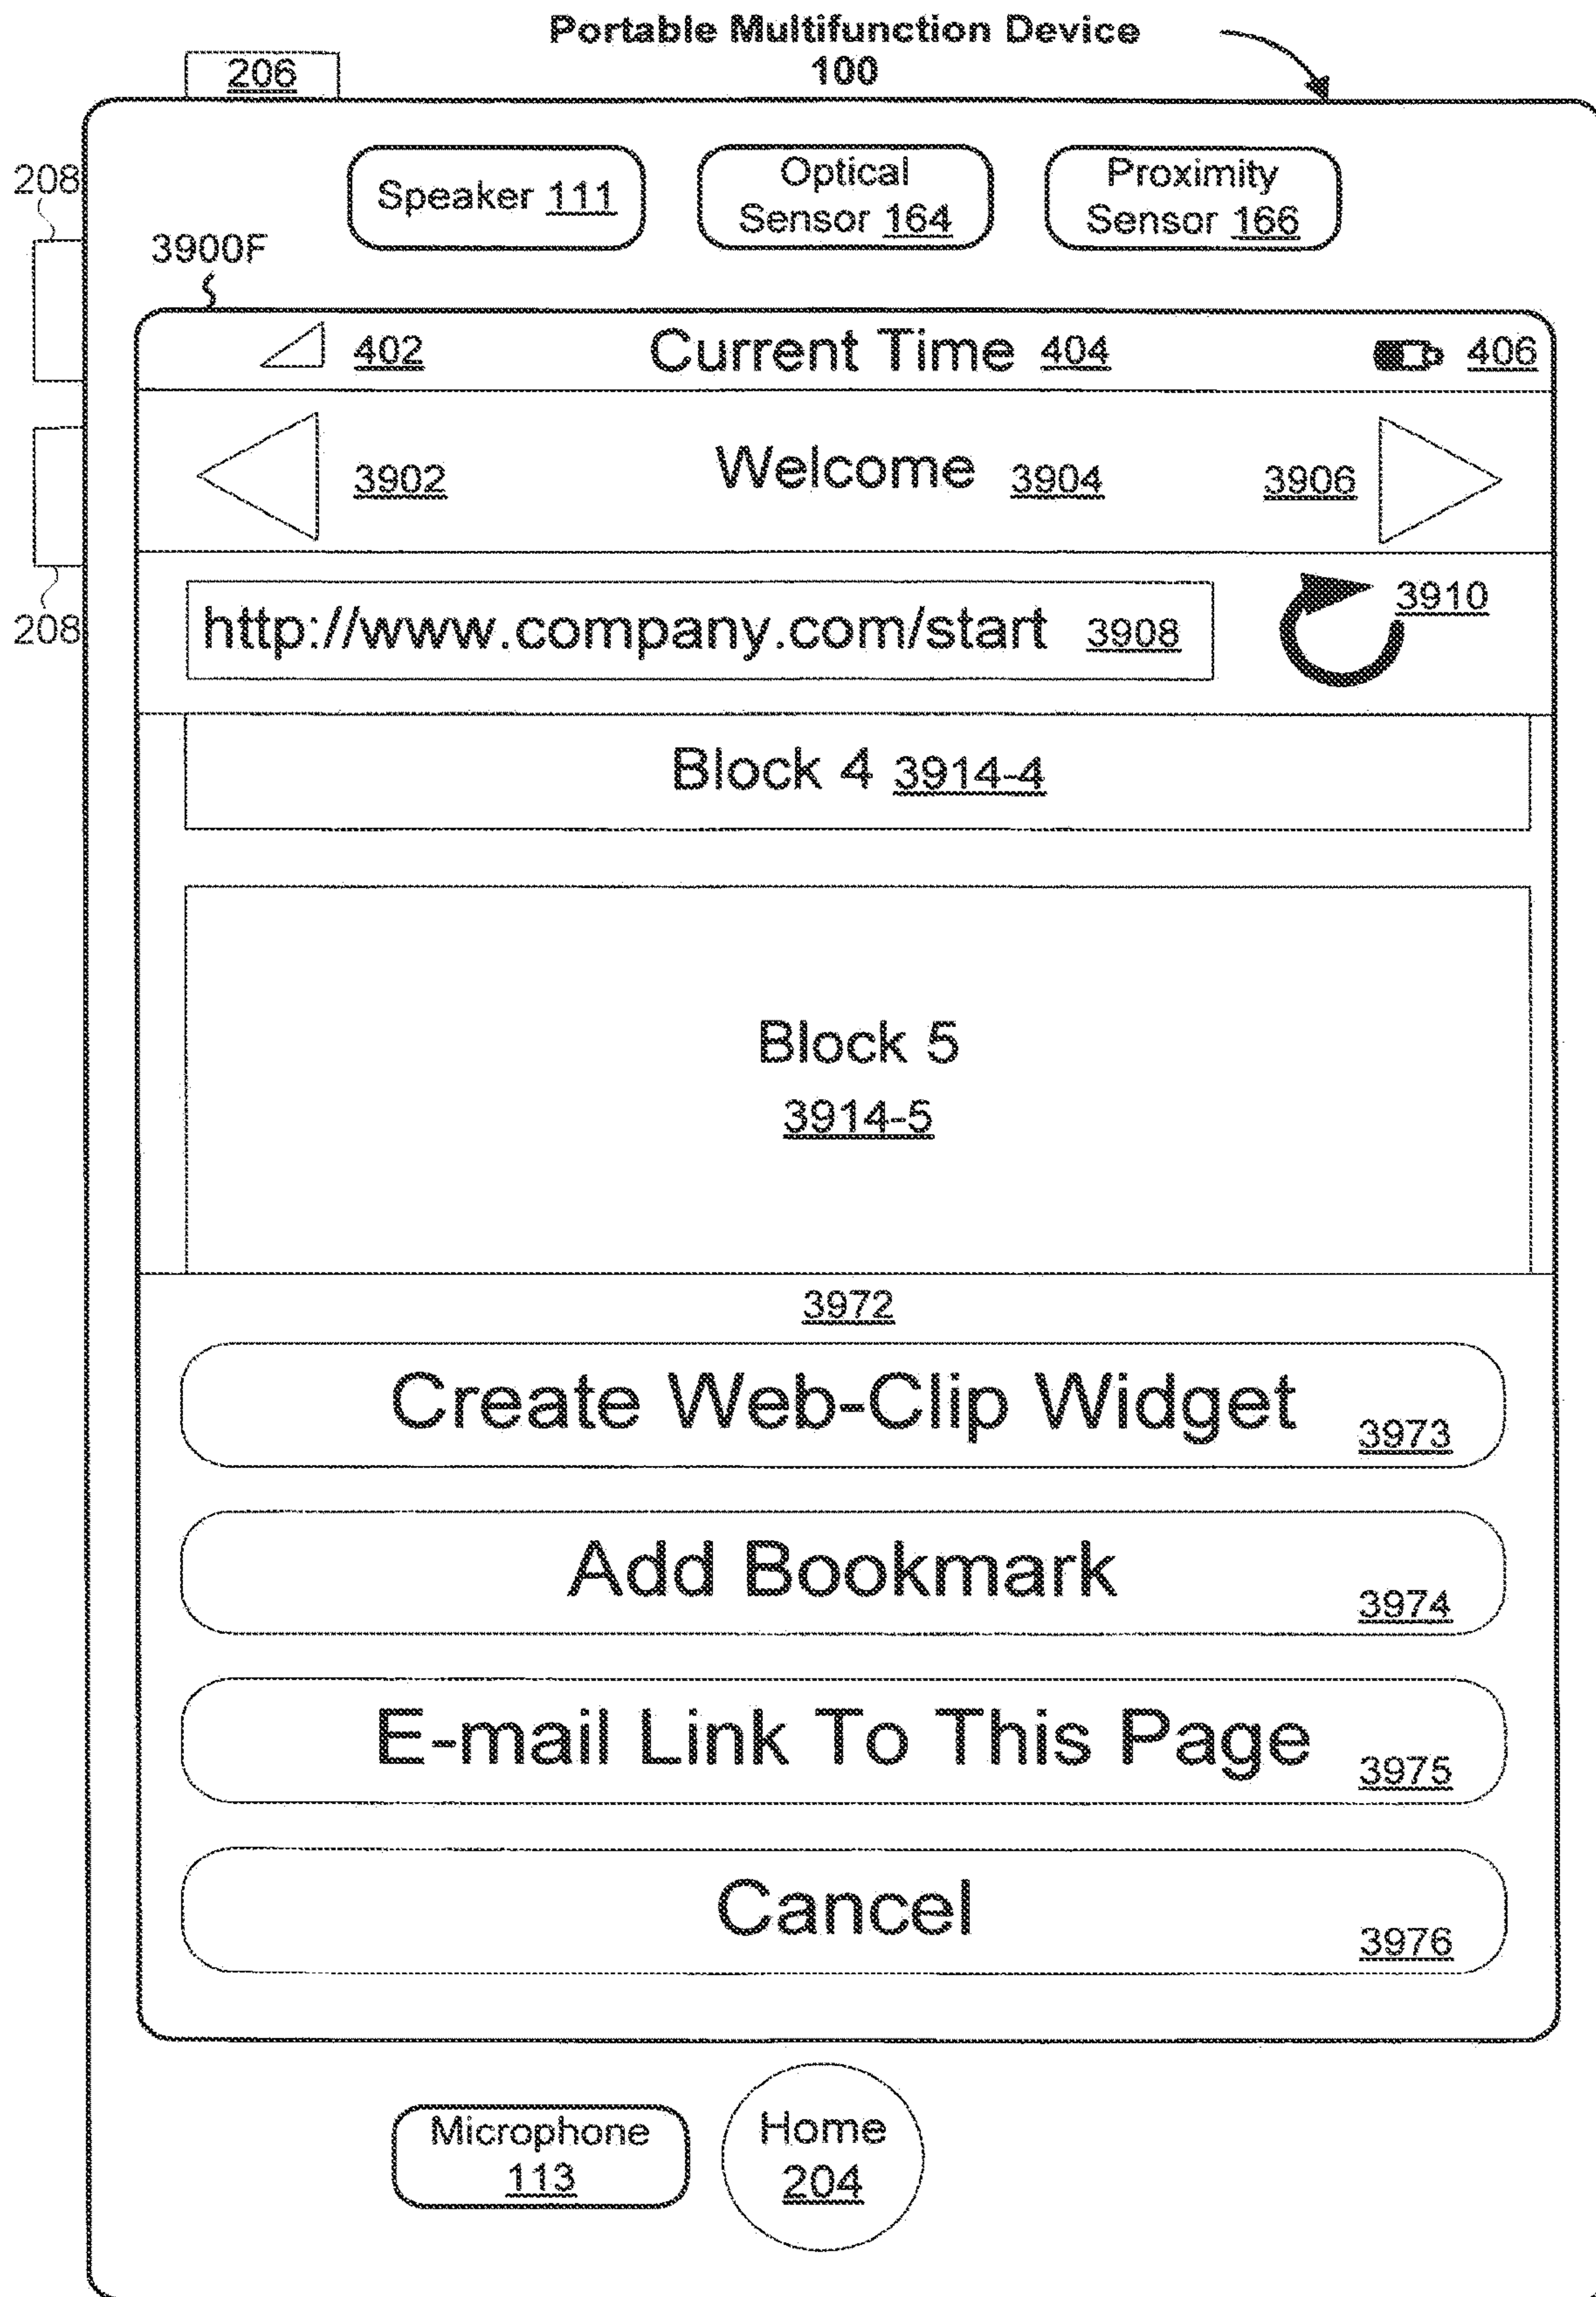 Portable Multifunction Device
100
206
208
Speaker 111
Optical
Sensor 164
Proximity
Sensor 166
3900F
402
Current Time 404
406
3902
Welcome 3904
3906
208
http://www.company.com/start 3908
3910
Block 4 3914-4
Block 5
3914-5
3972
Create Web-Clip Widget 3973
Add Bookmark 3974
E-mail Link To This Page 3975
Cancel 3976
Microphone
113
Home
204